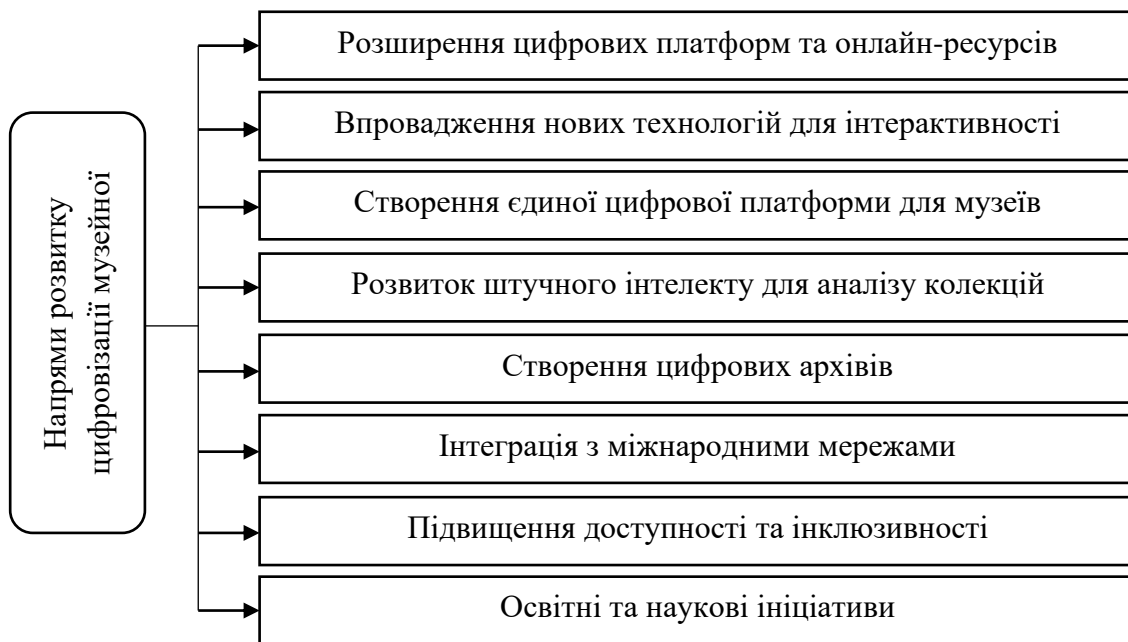 Напрями розвитку
цифровізації музейної
Розширення цифрових платформ та онлайн-ресурсів
Впровадження нових технологій для інтерактивності
Створення єдиної цифрової платформи для музеїв
Розвиток штучного інтелекту для аналізу колекцій
Створення цифрових архівів
Інтеграція з міжнародними мережами
Підвищення доступності та інклюзивності
Освітні та наукові ініціативи